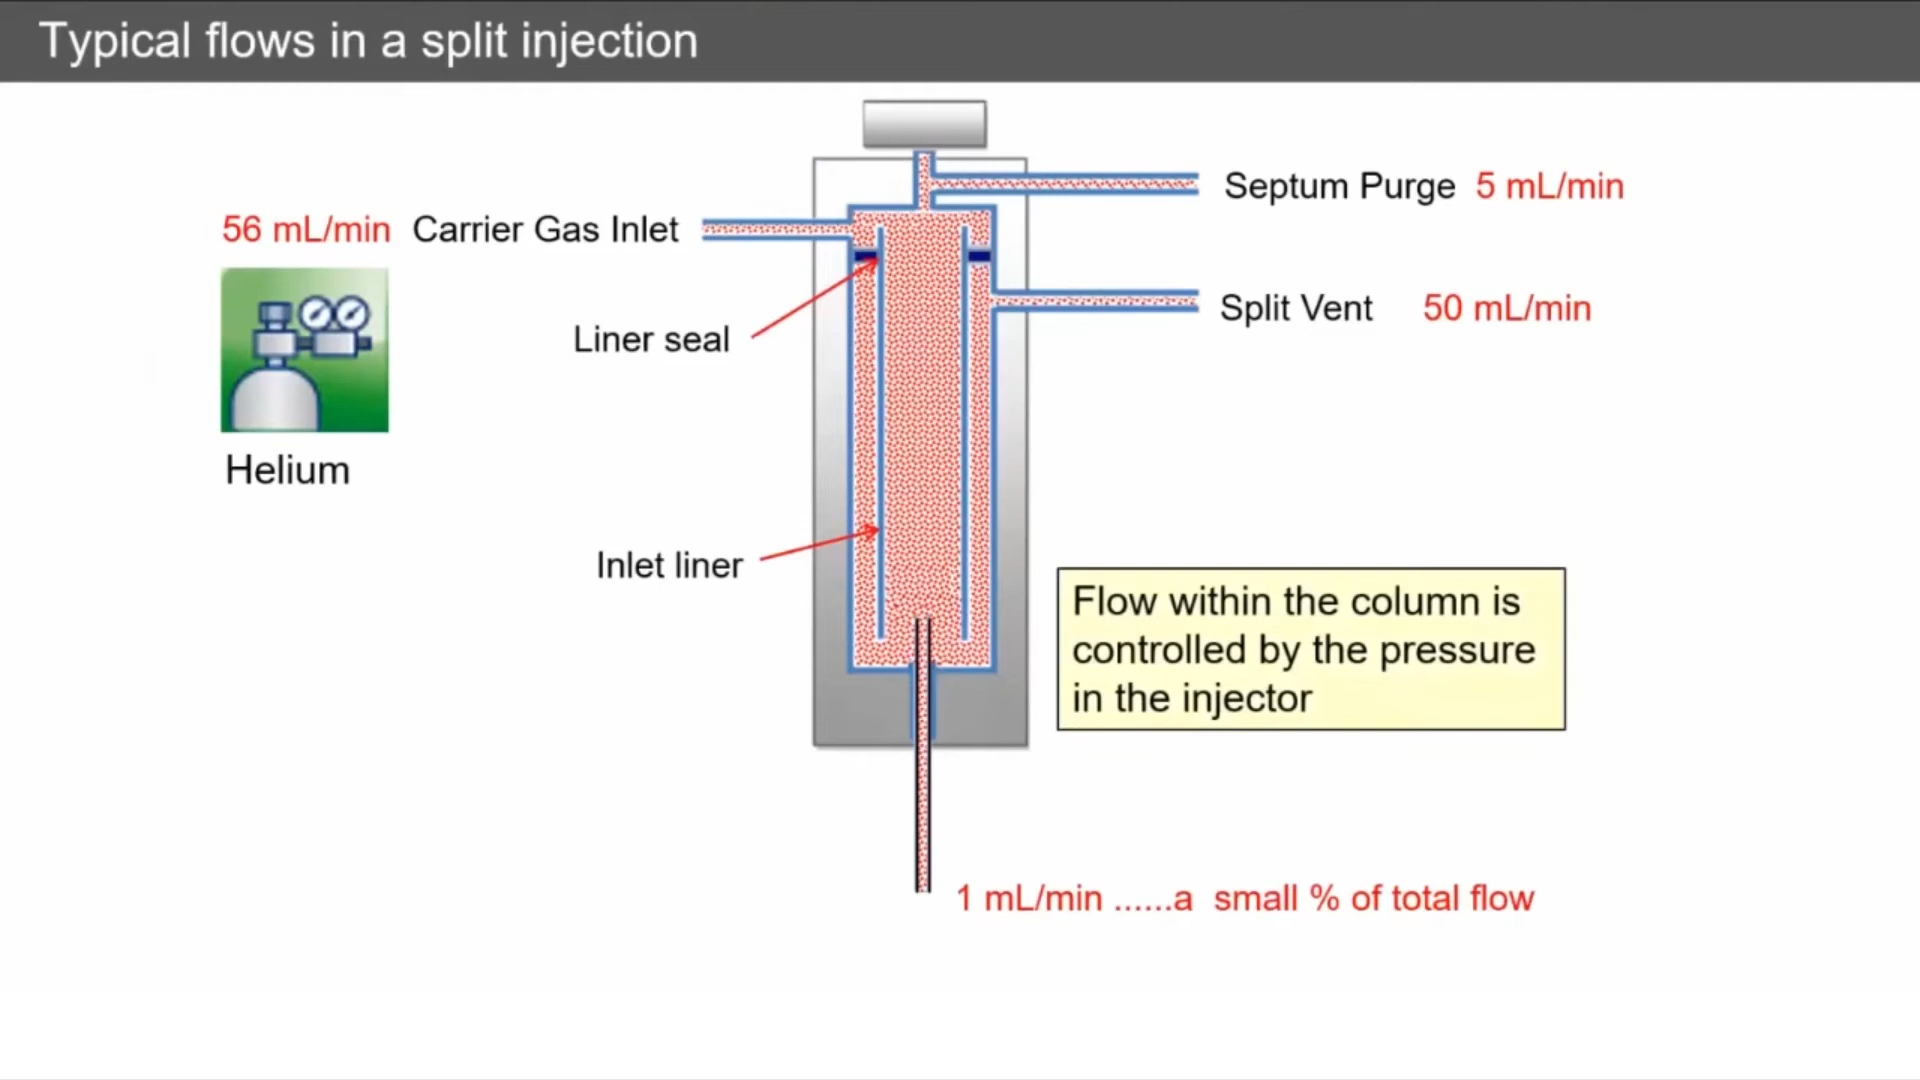 Typical flows in a split injection
Septum Purge 5 mL/min
56 mL/min Carrier Gas Inlet
Split Vent 50 mL/min
Liner seal
Helium
Inlet liner
Flow within the column is
controlled by the pressure
in the injector
1 mL/min ......a small % of total flow